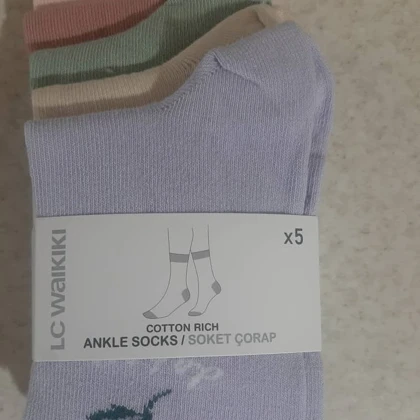 LC WAIKIKI
x5
COTTON RICH
ANKLE SOCKS / SOKET ÇORAP